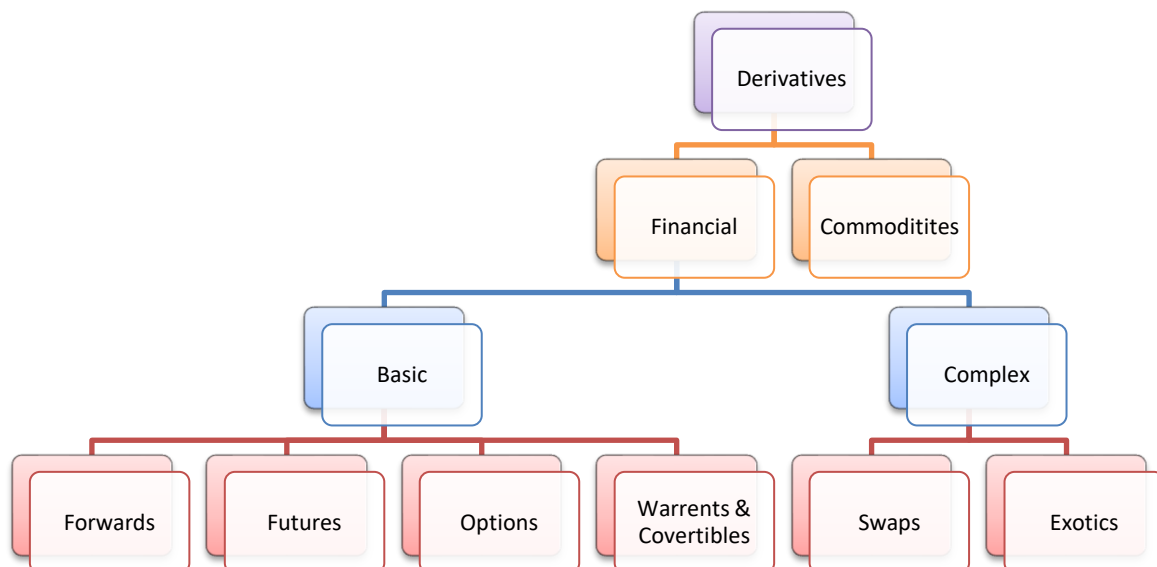 Derivatives
Financial
Commoditites
Basic
Complex
Forwards
Futures
Options
Warrents &
Covertibles
Swaps
Exotics